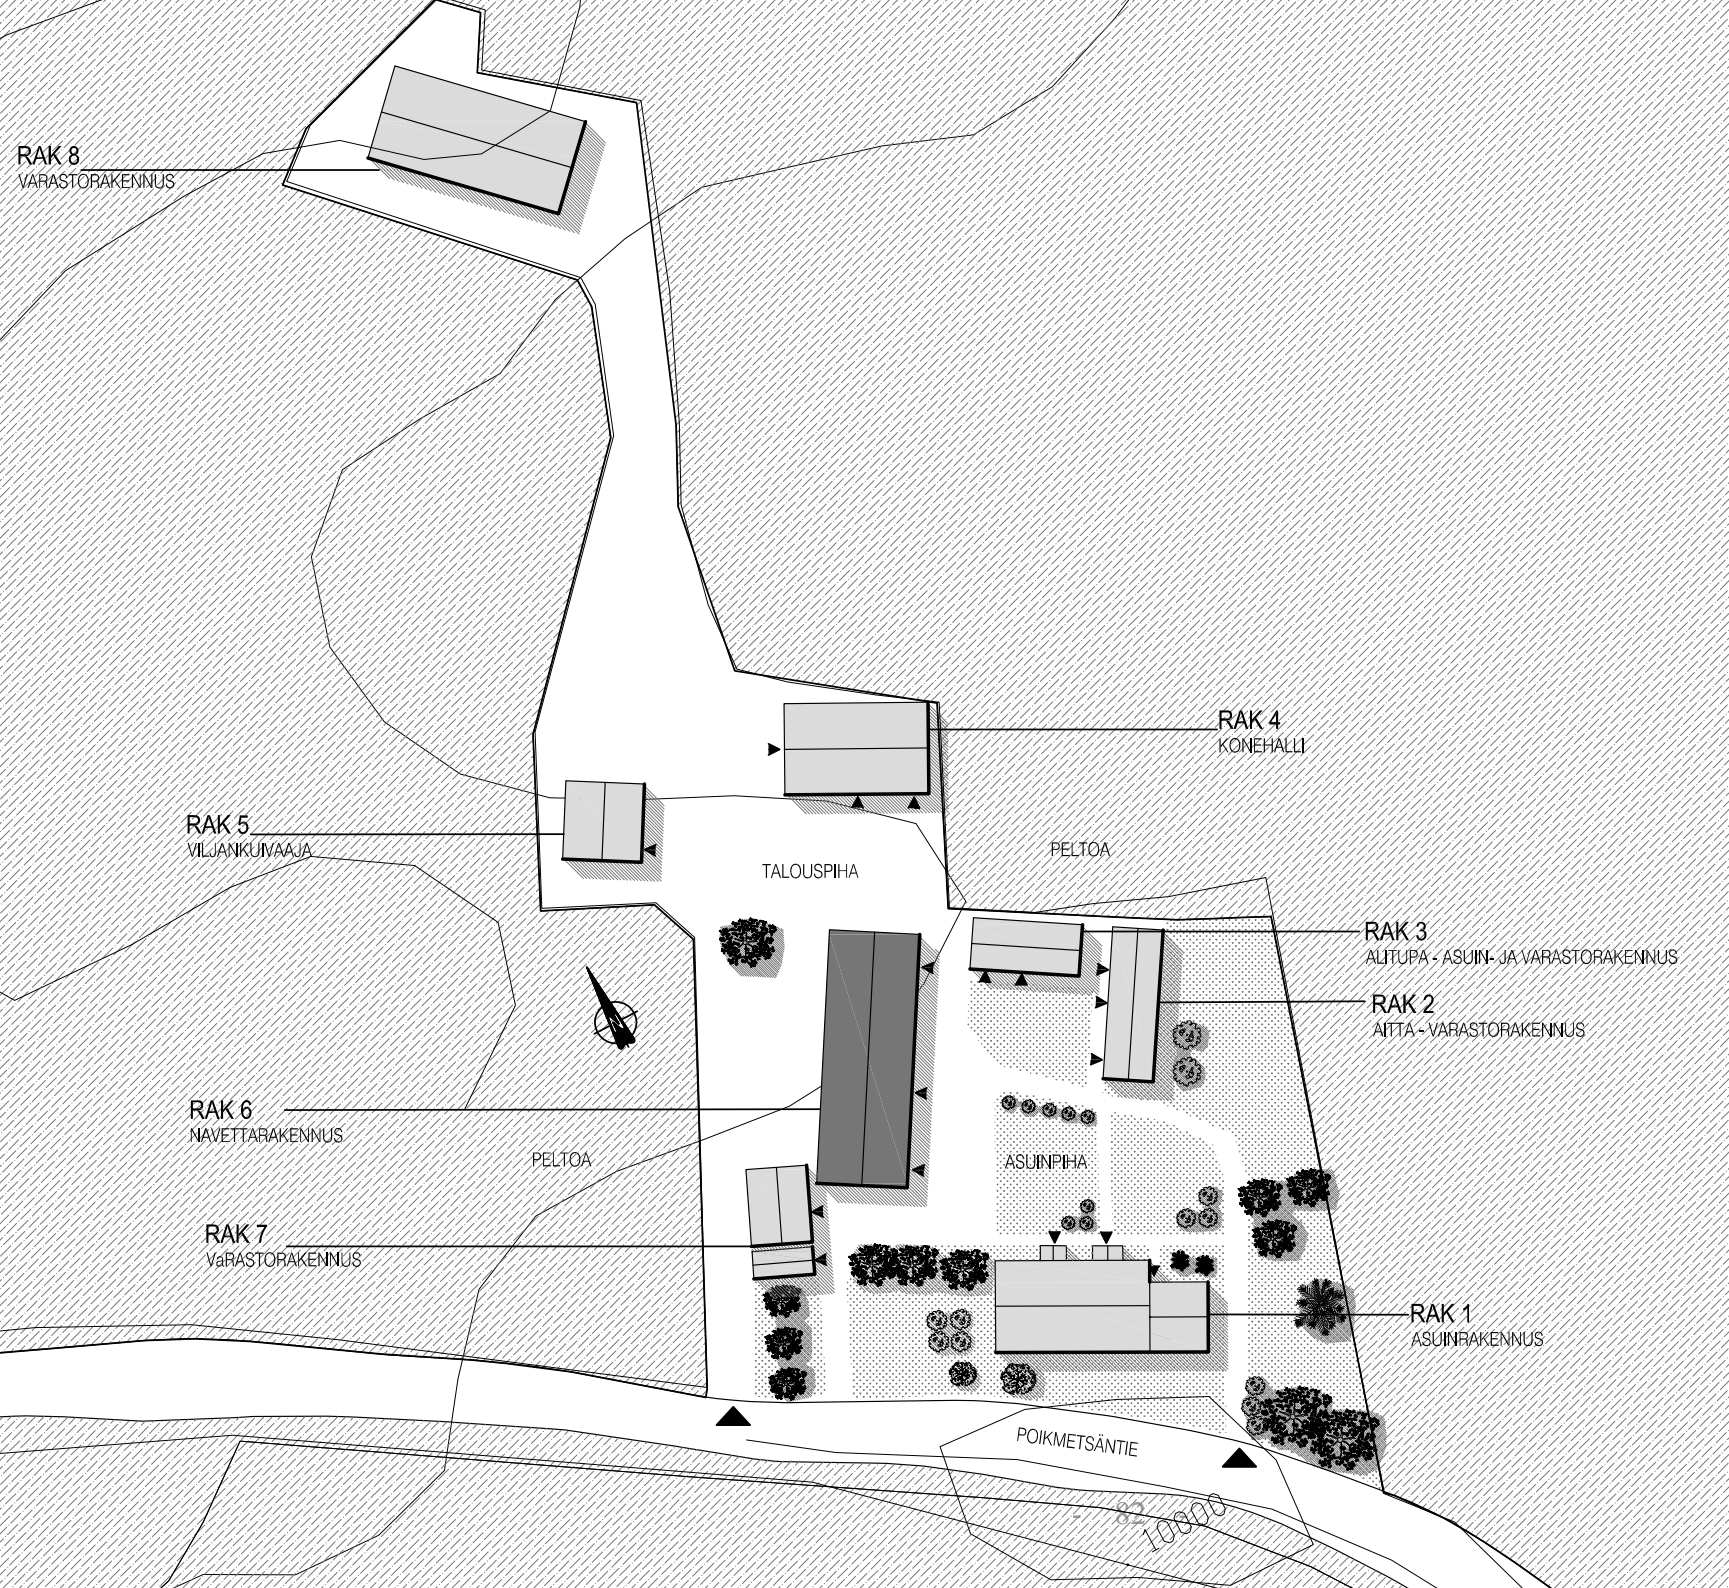 RAK 8
VARASTORAKENNUS
RAK 4
KONEHALLI
RAK 5
VILJANKUIVAAJA
PELTOA
TALOUSPIHA
RAK 3
ALITUPA - ASUIN- JA VARASTORAKENNUS
RAK 2
AITTA - VARASTORAKENNUS
RAK 6
NAVETTARAKENNUS
PELTOA
ASUINPIHA
RAK 7
VaRASTORAKENNUS
RAK 1
ASUINRAKENNUS
POIKMETSÄNTIE
- 82
10000